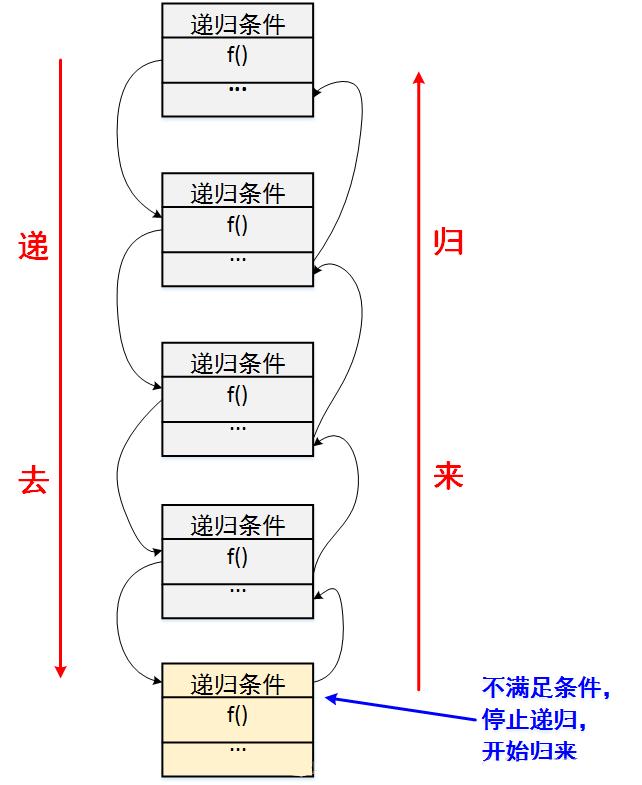 递归条件
f()
...
递归条件
f()
...
递归条件
f()
...
递归条件
f()
...
递归条件
f()
...
递
去
归
来
不满足条件，
停止递归，
开始归来